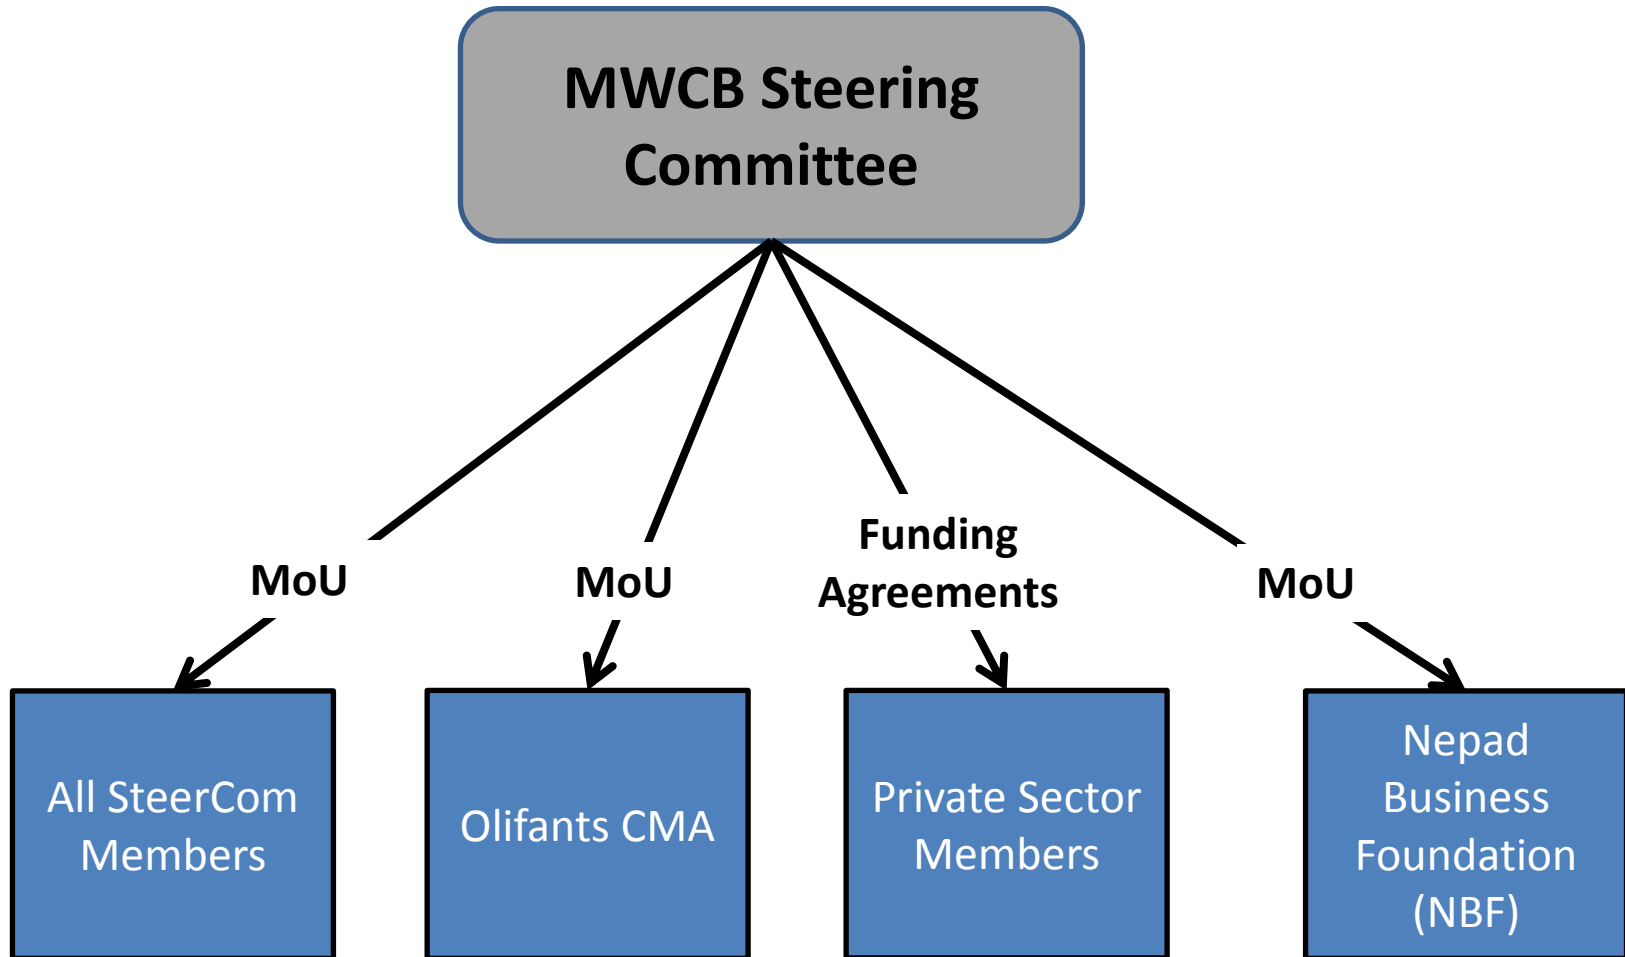 MWCB Steering
Committee
MoU
MoU
Funding
Agreements
MoU
All SteerCom
Members
Olifants CMA
Private Sector
Members
Nepad
Business
Foundation
(NBF)